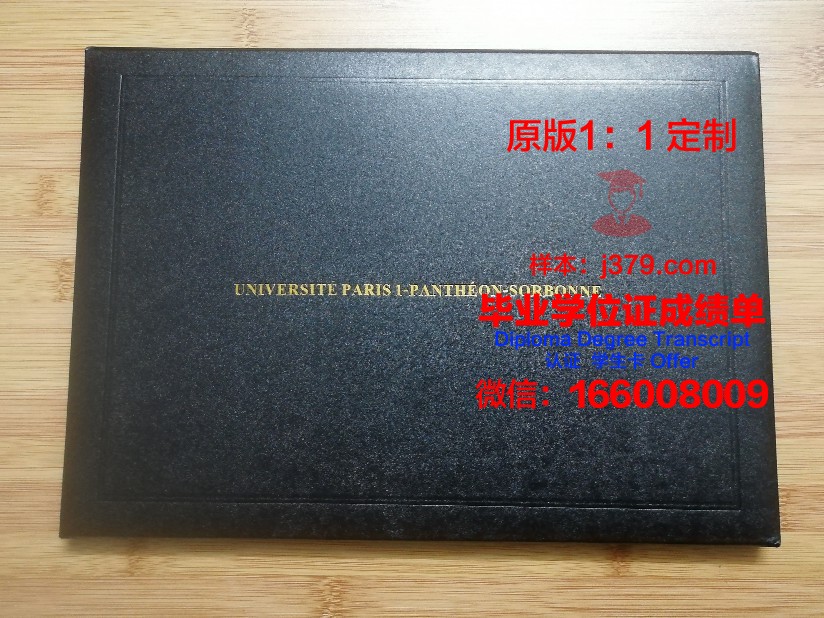 原版1：1 定制
样本：j379.com
UNIVERSITE PARIS 1-PANTHÉON-SORBONNE
毕业学位证成绩单
Diploma Degree Transcript
认证 学生卡 Offer
微信：166008009